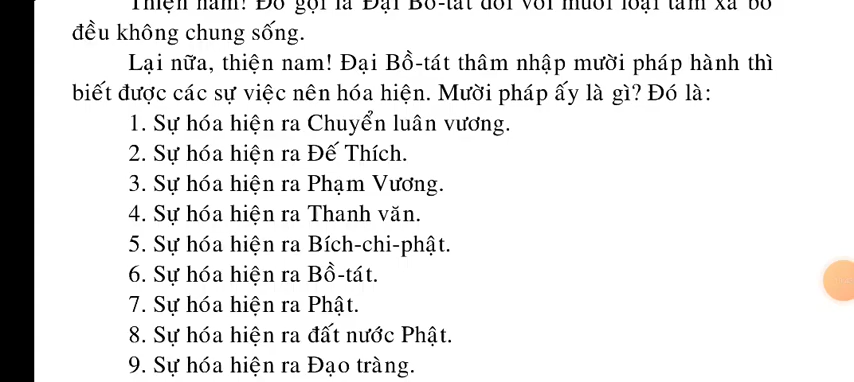 Thiện nam! Đó gọi là Đại Bồ-tát đối với mười loại tâm xả bỏ
đều không chung sống.
Lại nữa, thiện nam! Đại Bồ-tát thâm nhập mười pháp hành thì
biết được các sự việc nên hóa hiện. Mười pháp ấy là gì? Đó là:
1. Sự hóa hiện ra Chuyển luân vương.
2. Sự hóa hiện ra Đế Thích.
3. Sự hóa hiện ra Phạm Vương.
4. Sự hóa hiện ra Thanh văn.
5. Sự hóa hiện ra Bích-chi-phật.
6. Sự hóa hiện ra Bồ-tát.
7. Sự hóa hiện ra Phật.
8. Sự hóa hiện ra đất nước Phật.
9. Sự hóa hiện ra Đạo tràng.